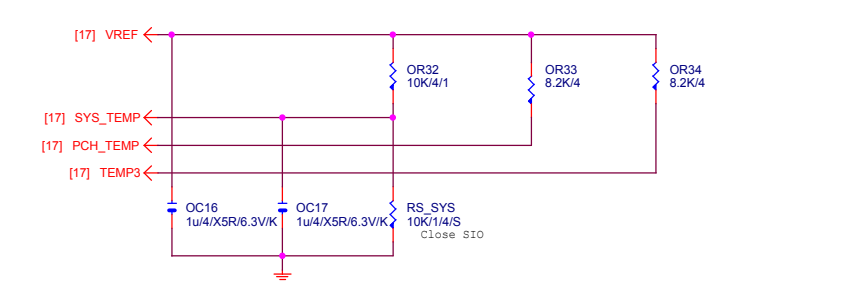 [17] VREF
OR32
10K/4/1
OR33
8.2K/4
OR34
8.2K/4
[17] SYS_TEMP
[17] PCH_TEMP
[17] TEMP3
OC16
1u/4/X5R/6.3V/K
OC17
1u/4/X5R/6.3V/K
RS_SYS
10K/1/4/S
Close SIO